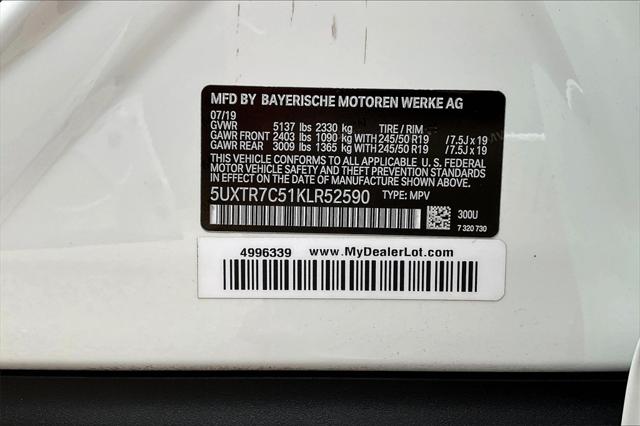 MFD BY BAYERISCHE MOTOREN WERKE AG
07/19
GVWR 5137 lbs 2330 kg TIRE / RIM
GAWR FRONT 2403 lbs 1090 kg WITH 245/50 R19 / 7.5J x 19
GAWR REAR 3009 lbs 1365 kg WITH 245/50 R19 / 7.5J x 19
THIS VEHICLE CONFORMS TO ALL APPLICABLE U. S. FEDERAL
MOTOR VEHICLE SAFETY, BUMPER, AND THEFT PREVENTION
STANDARDS IN EFFECT ON THE DATE OF MANUFACTURE SHOWN ABOVE.
5UXTR7C51KLR52590 TYPE: MPV
300U
7 320 730
4996339 www.MyDealerLot.com